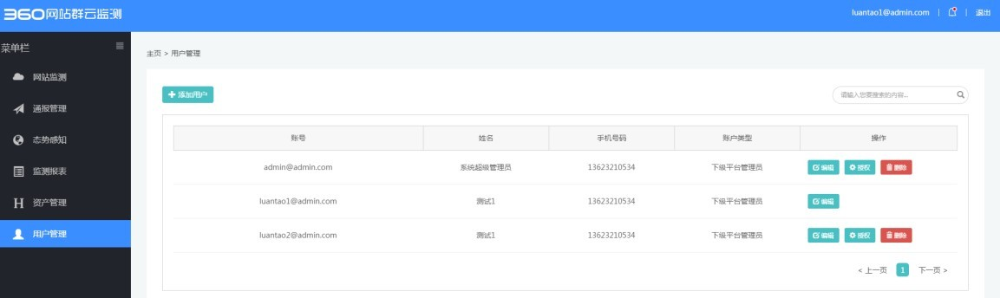 360网站群云监测
luantao1@admin.com | | 退出
菜单栏
网站监测
通报管理
态势感知
监测报表
资产管理
用户管理
主页 > 用户管理
添加用户
请输入您要搜索的内容...
账号 姓名 手机号码 账户类型 操作
admin@admin.com 系统超级管理员 13623210534 下级平台管理员 编辑 授权 删除
luantao1@admin.com 测试1 13623210534 下级平台管理员 编辑
luantao2@admin.com 测试1 13623210534 下级平台管理员 编辑 授权 删除
< 上一页 1 下一页 >